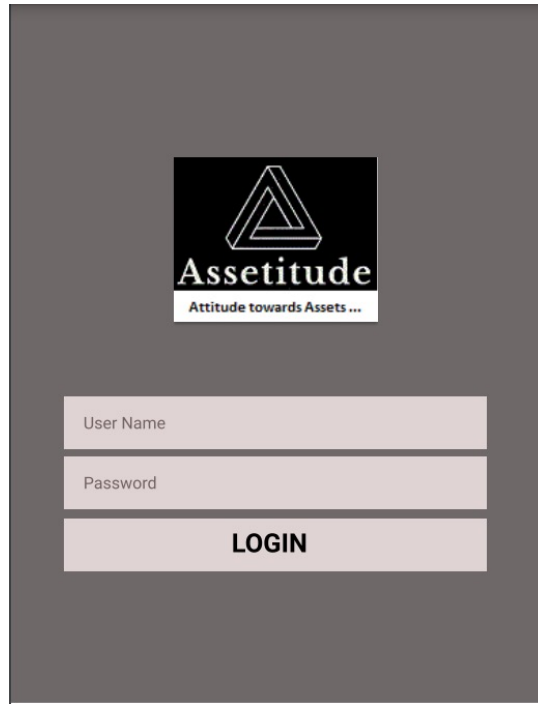 Assetitude
Attitude towards Assets ...
User Name
Password
LOGIN